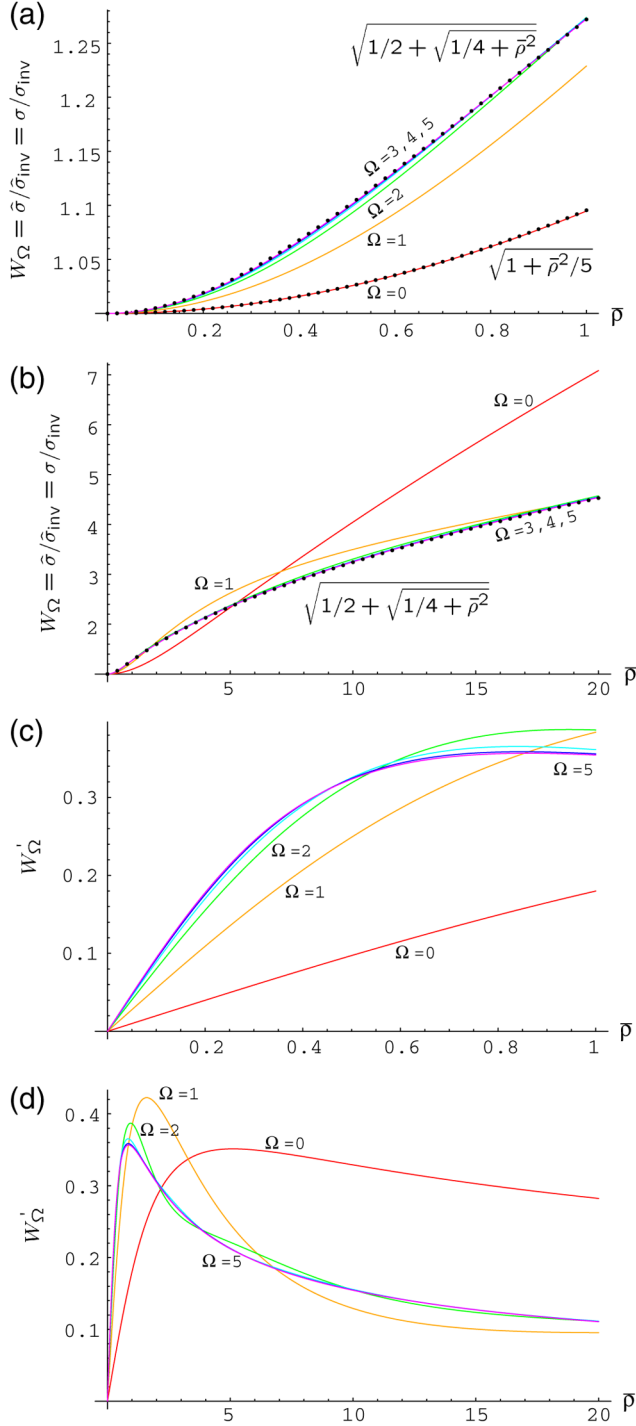 (a)
W_Ω = σ̂/σ̂_inv = σ/σ_inv
1.25
1.2
1.15
1.1
1.05
√(1/2 + √(1/4 + ρ̄²))
Ω=3,4,5
Ω=2
Ω=1
Ω=0
√(1 + ρ̄²/5)
0.2 0.4 0.6 0.8 1 ρ̄
(b)
W_Ω = σ̂/σ̂_inv = σ/σ_inv
7
6
5
4
3
2
Ω=0
Ω=3,4,5
Ω=1
√(1/2 + √(1/4 + ρ̄²))
5 10 15 20 ρ̄
(c)
W'_Ω
0.3
0.2
0.1
Ω=5
Ω=2
Ω=1
Ω=0
0.2 0.4 0.6 0.8 1 ρ̄
(d)
W'_Ω
0.4
0.3
0.2
0.1
Ω=1
Ω=2
Ω=0
Ω=5
5 10 15 20 ρ̄